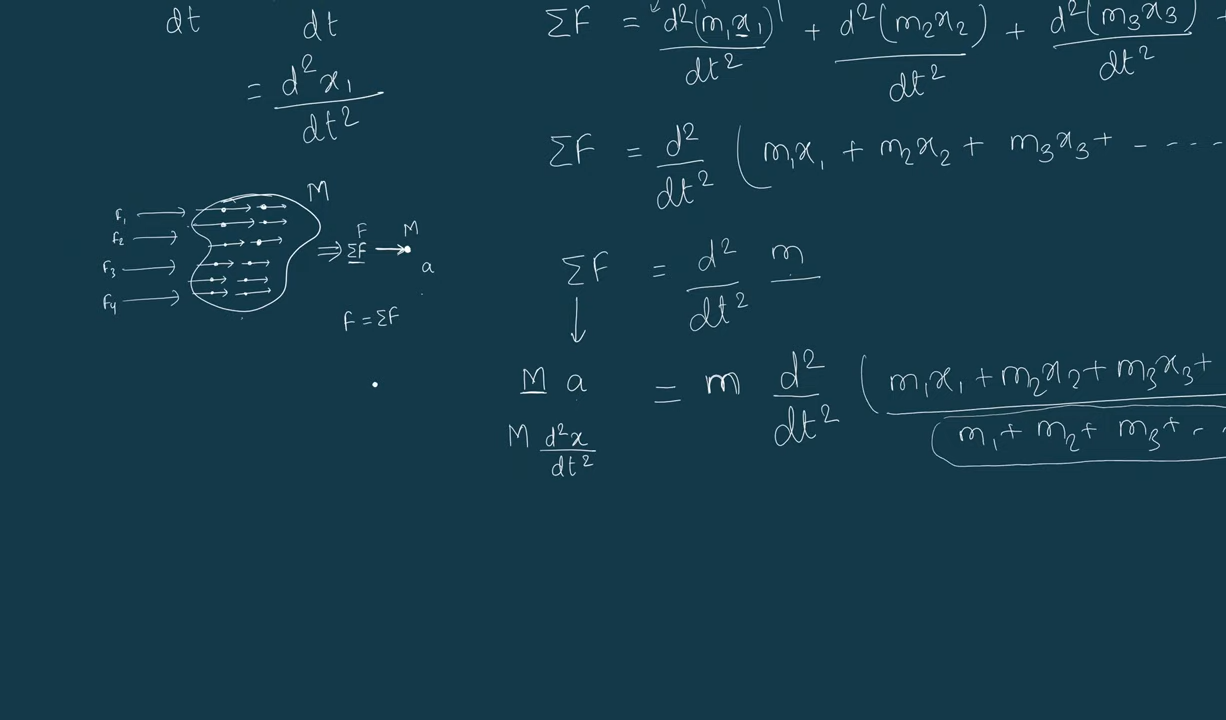 dt dt
= d²x₁/dt²
M
F₁
F₂
F₃
F₄
⇒ ΣF → M
F
a
F = ΣF
ΣF = d²(m₁x₁)/dt² + d²(m₂x₂)/dt² + d²(m₃x₃)/dt² +
ΣF = d²/dt² (m₁x₁ + m₂x₂ + m₃x₃ + - - - - -
ΣF = d²/dt² m
↓
M a = m d²/dt² (m₁x₁ + m₂x₂ + m₃x₃ + / m₁ + m₂ + m₃ + - -
M d²x/dt²